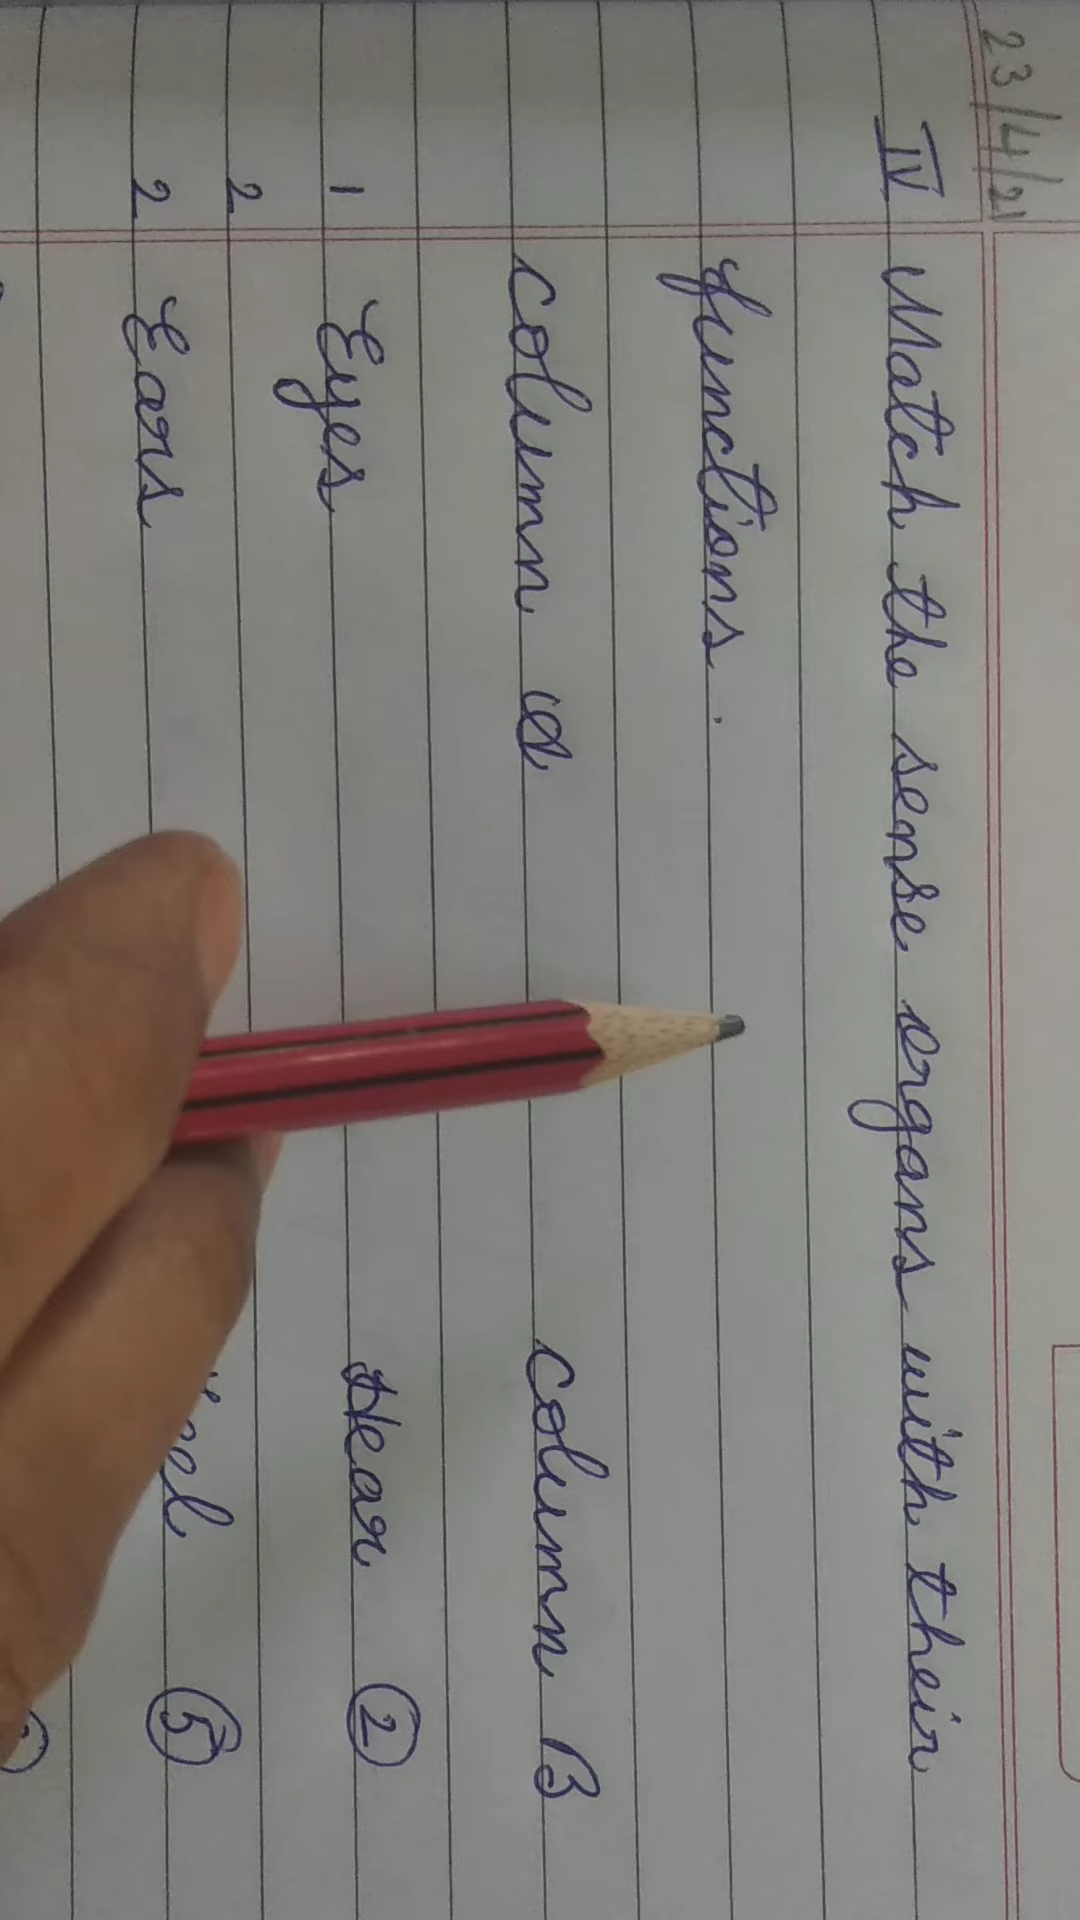 23/4/21
IV Match the sense organs with their
functions.
column A column B
1 Eyes Hear 2
2
2 Ears 5